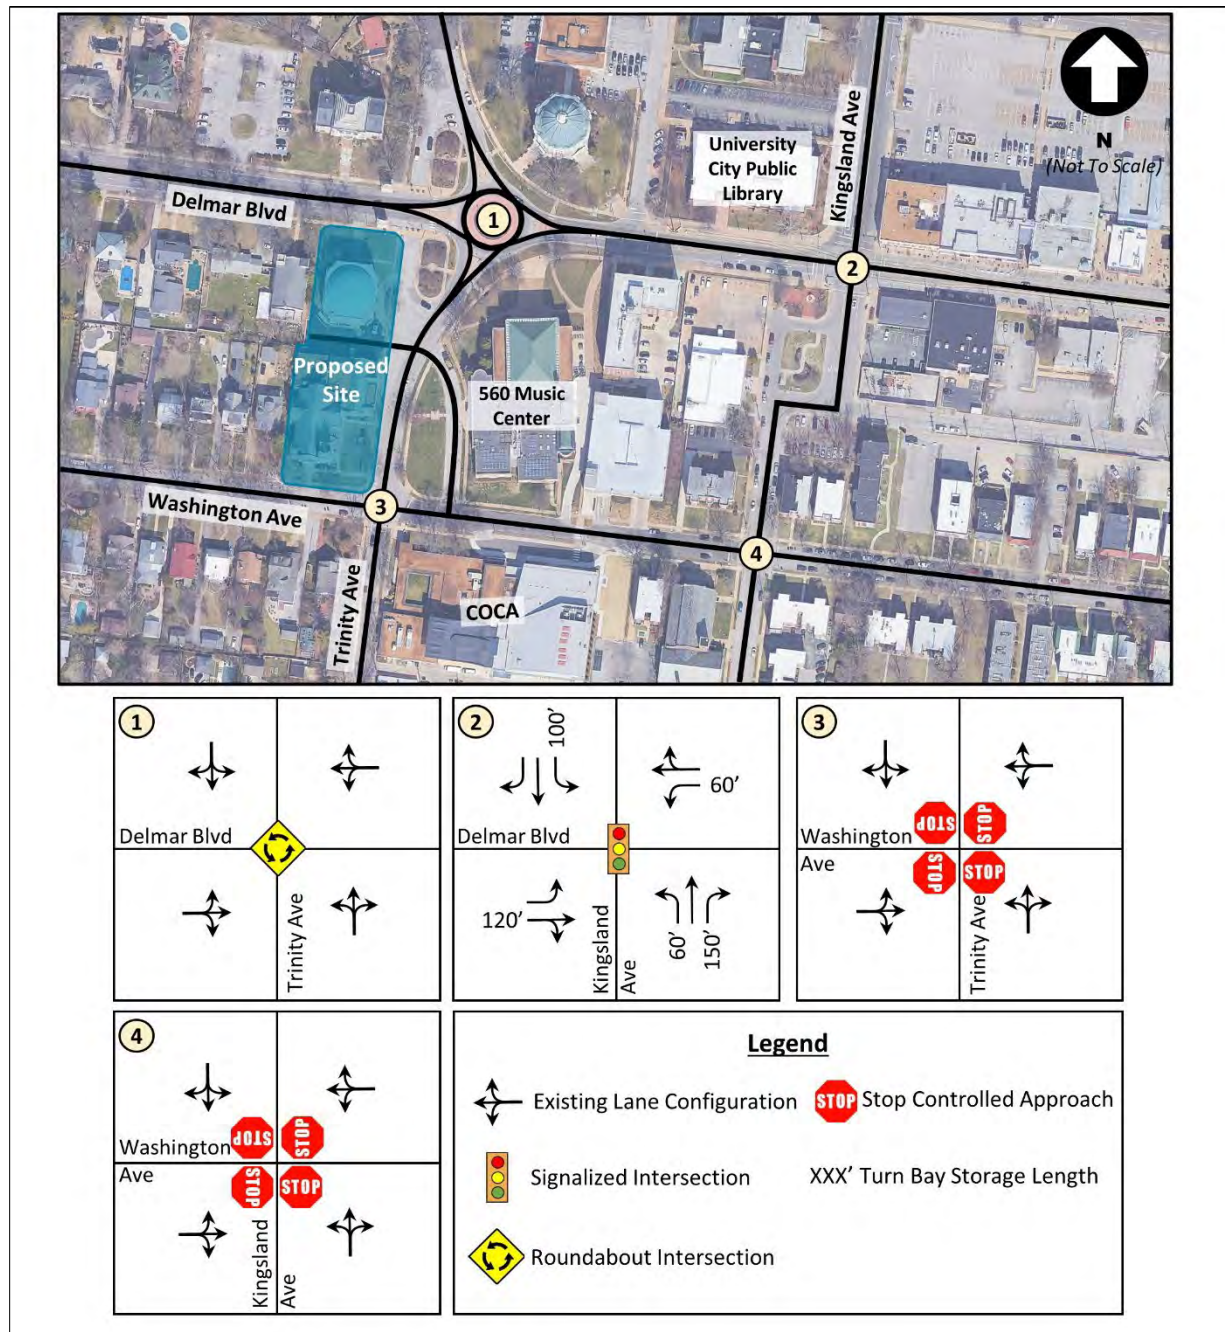 N
(Not To Scale)
Kingsland Ave
University
City Public
Library
Delmar Blvd
1
2
Proposed
Site
560 Music
Center
Washington Ave
3
4
COCA
Trinity Ave
1
Delmar Blvd
Trinity Ave
2
100'
60'
Delmar Blvd
120'
60'
150'
Kingsland
Ave
3
Washington
Ave
STOP
STOP
STOP
STOP
Trinity Ave
4
Washington
Ave
STOP
STOP
STOP
STOP
Kingsland
Ave
Legend
Existing Lane Configuration
STOP Stop Controlled Approach
Signalized Intersection
XXX' Turn Bay Storage Length
Roundabout Intersection